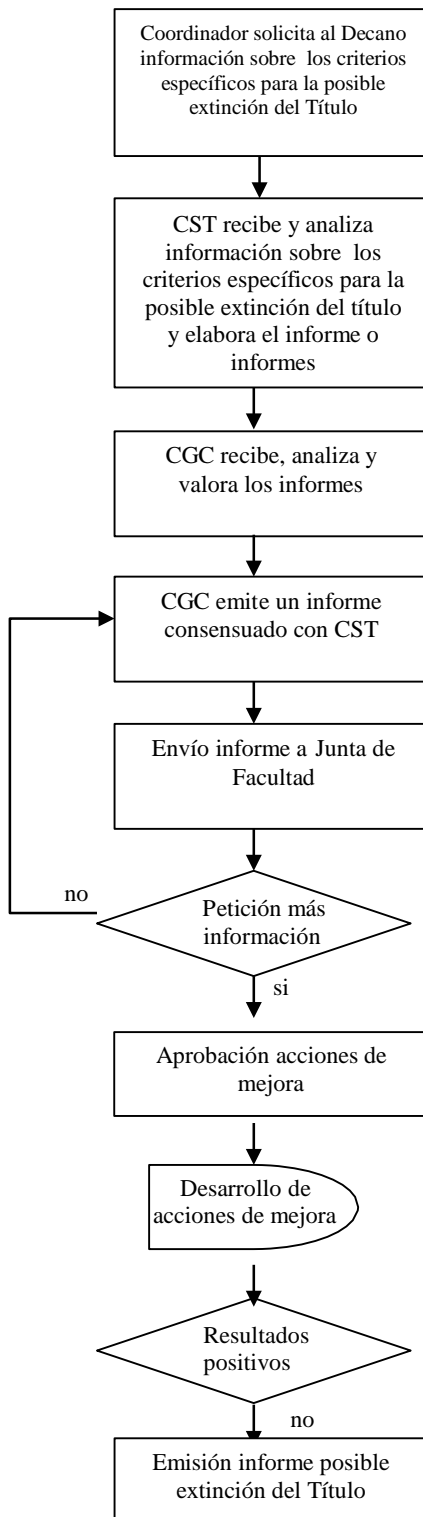 Coordinador solicita al Decano
información sobre los criterios
específicos para la posible
extinción del Título
CST recibe y analiza
información sobre los
criterios específicos para la
posible extinción del título
y elabora el informe o
informes
CGC recibe, analiza y
valora los informes
CGC emite un informe
consensuado con CST
Envío informe a Junta de
Facultad
no
Petición más
información
si
Aprobación acciones de
mejora
Desarrollo de
acciones de mejora
Resultados
positivos
no
Emisión informe posible
extinción del Título